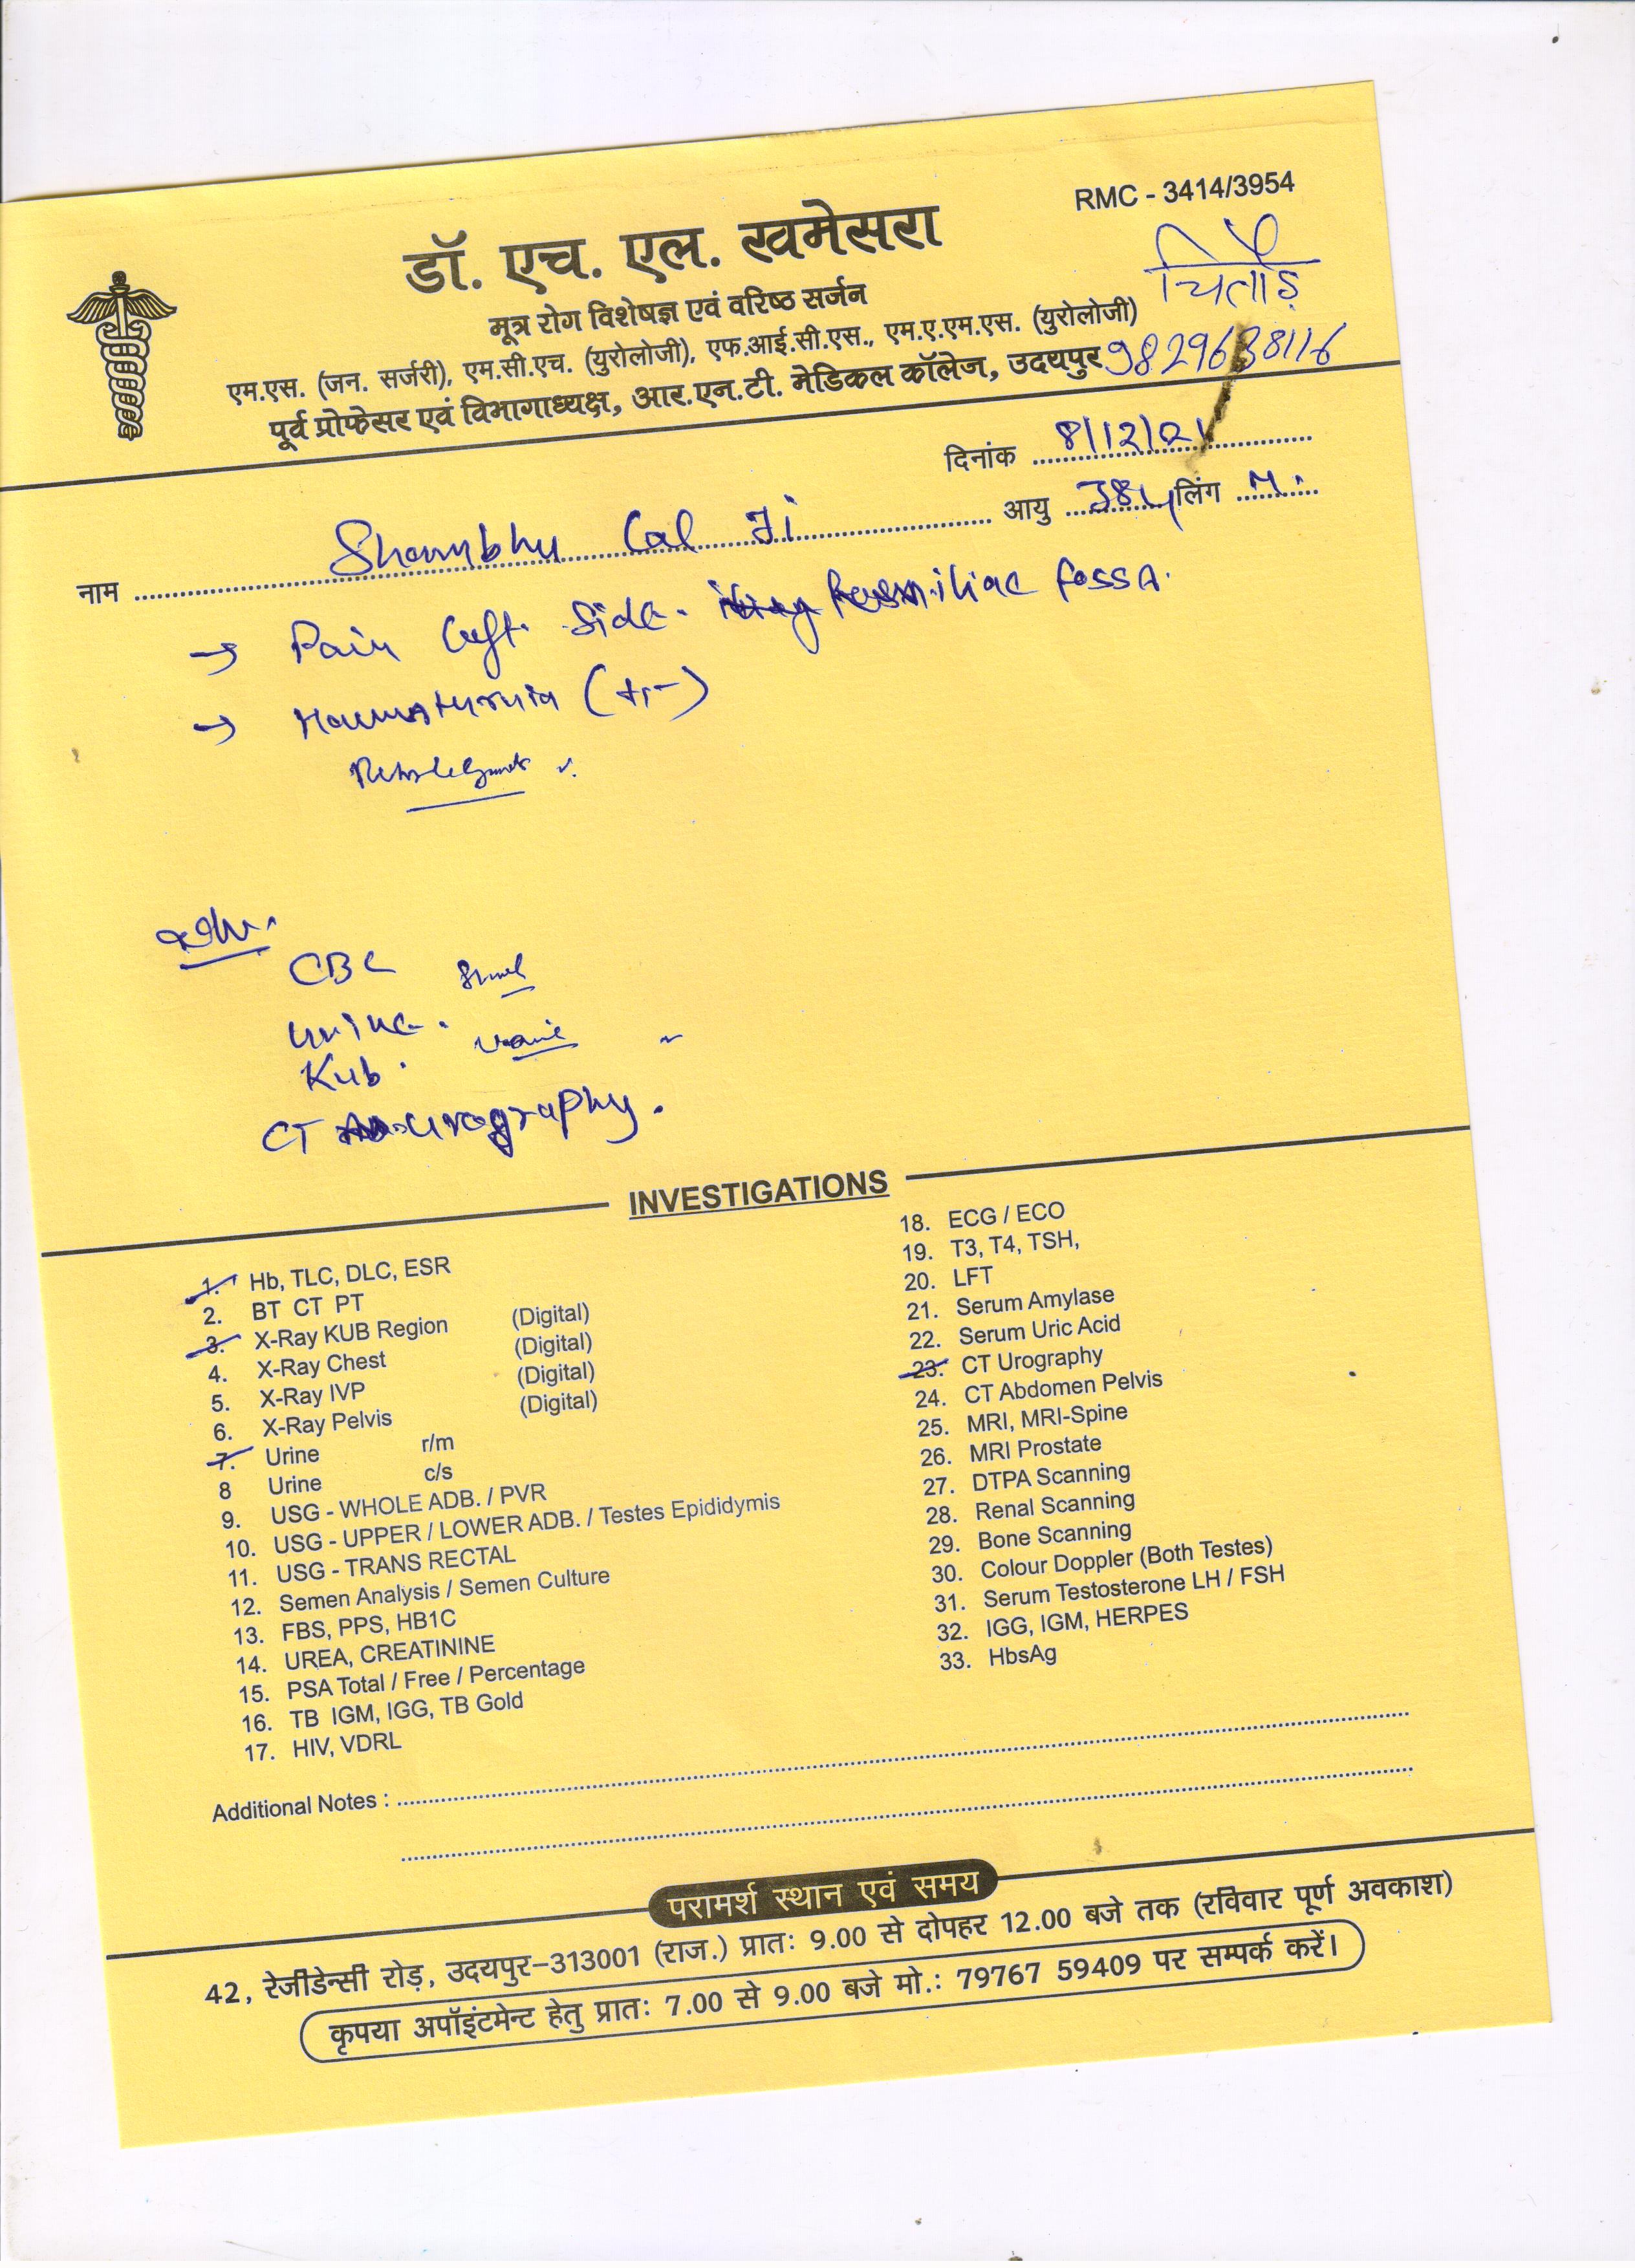 RMC - 3414/3954
डॉ. एच. एल. खमेसरा
चित्तौड़
मूत्र रोग विशेषज्ञ एवं वरिष्ठ सर्जन
एम.एस. (जन. सर्जरी), एम.सी.एच. (युरोलोजी), एफ.आई.सी.एस., एम.ए.एम.एस. (युरोलोजी)
पूर्व प्रोफेसर एवं विभागाध्यक्ष, आर.एन.टी. मेडिकल कॉलेज, उदयपुर 9829638116
दिनांक 8/12/21
नाम Shambhu Lal Ji आयु 38y लिंग M.
→ Pain left side. iliac fossa.
→ Haematuria (+,-)
CBC
urine.
Kub.
CT urography.
INVESTIGATIONS
1. Hb, TLC, DLC, ESR
2. BT CT PT
3. X-Ray KUB Region (Digital)
4. X-Ray Chest (Digital)
5. X-Ray IVP (Digital)
6. X-Ray Pelvis (Digital)
7. Urine r/m
8 Urine c/s
9. USG - WHOLE ADB. / PVR
10. USG - UPPER / LOWER ADB. / Testes Epididymis
11. USG - TRANS RECTAL
12. Semen Analysis / Semen Culture
13. FBS, PPS, HB1C
14. UREA, CREATININE
15. PSA Total / Free / Percentage
16. TB IGM, IGG, TB Gold
17. HIV, VDRL
18. ECG / ECO
19. T3, T4, TSH,
20. LFT
21. Serum Amylase
22. Serum Uric Acid
23. CT Urography
24. CT Abdomen Pelvis
25. MRI, MRI-Spine
26. MRI Prostate
27. DTPA Scanning
28. Renal Scanning
29. Bone Scanning
30. Colour Doppler (Both Testes)
31. Serum Testosterone LH / FSH
32. IGG, IGM, HERPES
33. HbsAg
Additional Notes :
परामर्श स्थान एवं समय
42, रेजीडेन्सी रोड़, उदयपुर-313001 (राज.) प्रातः 9.00 से दोपहर 12.00 बजे तक (रविवार पूर्ण अवकाश)
कृपया अपॉइंटमेन्ट हेतु प्रातः 7.00 से 9.00 बजे मो.: 79767 59409 पर सम्पर्क करें।